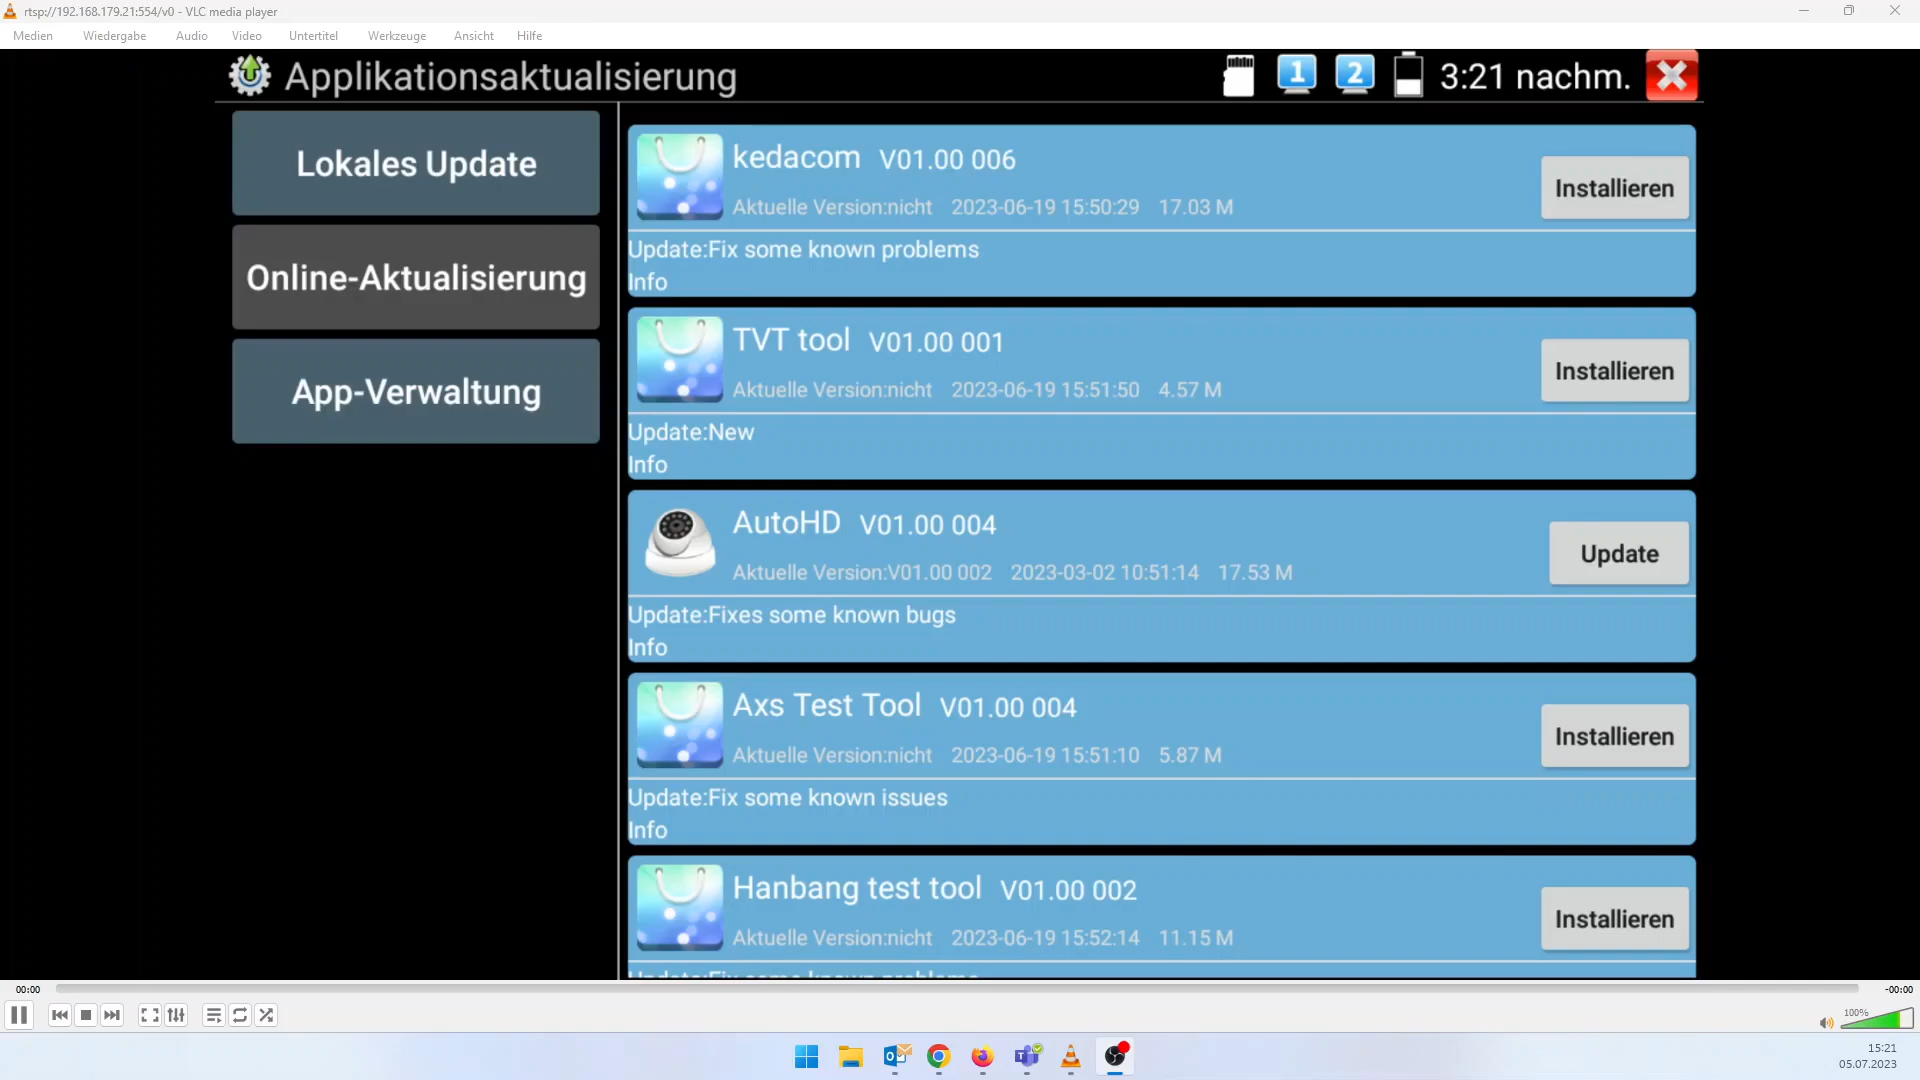 rtsp://192.168.179.21:554/v0 - VLC media player
Medien Wiedergabe Audio Video Untertitel Werkzeuge Ansicht Hilfe
Applikationsaktualisierung 1 2 3:21 nachm.
Lokales Update
Online-Aktualisierung
App-Verwaltung
kedacom V01.00 006
Aktuelle Version:nicht 2023-06-19 15:50:29 17.03 M
Installieren
Update:Fix some known problems
Info
TVT tool V01.00 001
Aktuelle Version:nicht 2023-06-19 15:51:50 4.57 M
Installieren
Update:New
Info
AutoHD V01.00 004
Aktuelle Version:V01.00 002 2023-03-02 10:51:14 17.53 M
Update
Update:Fixes some known bugs
Info
Axs Test Tool V01.00 004
Aktuelle Version:nicht 2023-06-19 15:51:10 5.87 M
Installieren
Update:Fix some known issues
Info
Hanbang test tool V01.00 002
Aktuelle Version:nicht 2023-06-19 15:52:14 11.15 M
Installieren
Update:Fix some known problems
00:00 -00:00
100%
15:21
05.07.2023